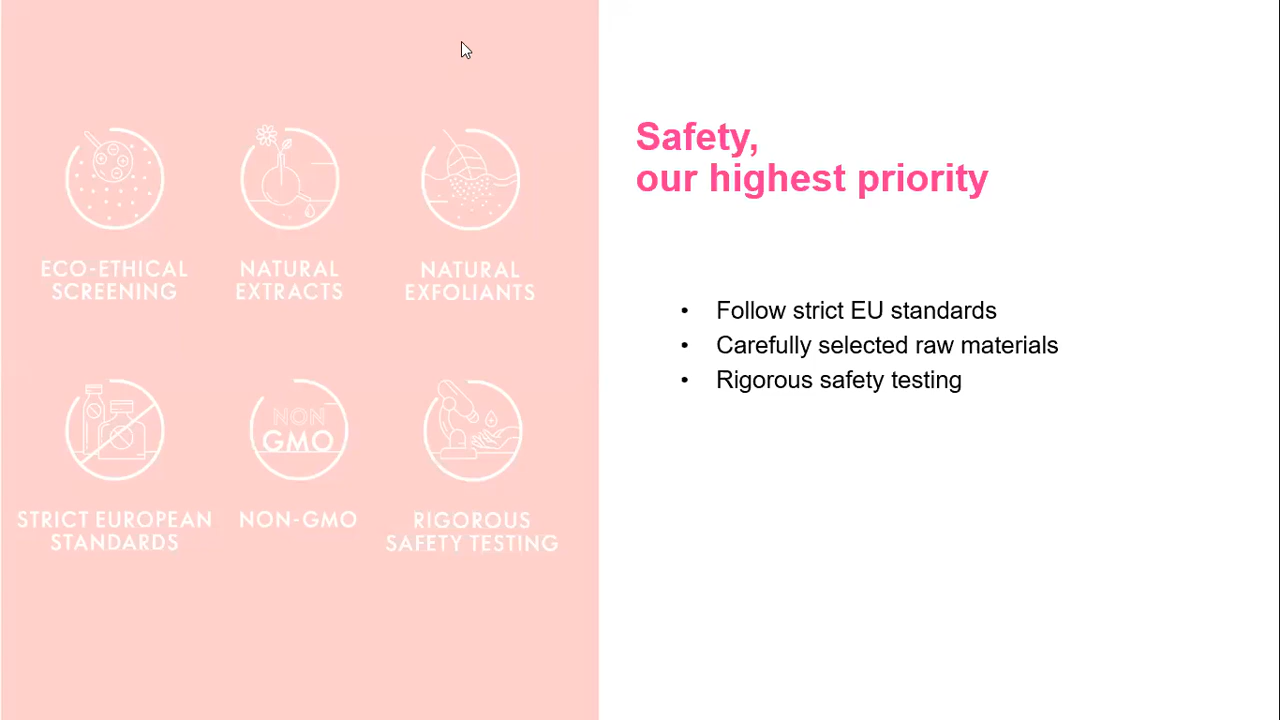 ECO-ETHICAL
SCREENING
NATURAL
EXTRACTS
NATURAL
EXFOLIANTS
NON
GMO
STRICT EUROPEAN
STANDARDS
NON-GMO
RIGOROUS
SAFETY TESTING
Safety,
our highest priority
• Follow strict EU standards
• Carefully selected raw materials
• Rigorous safety testing